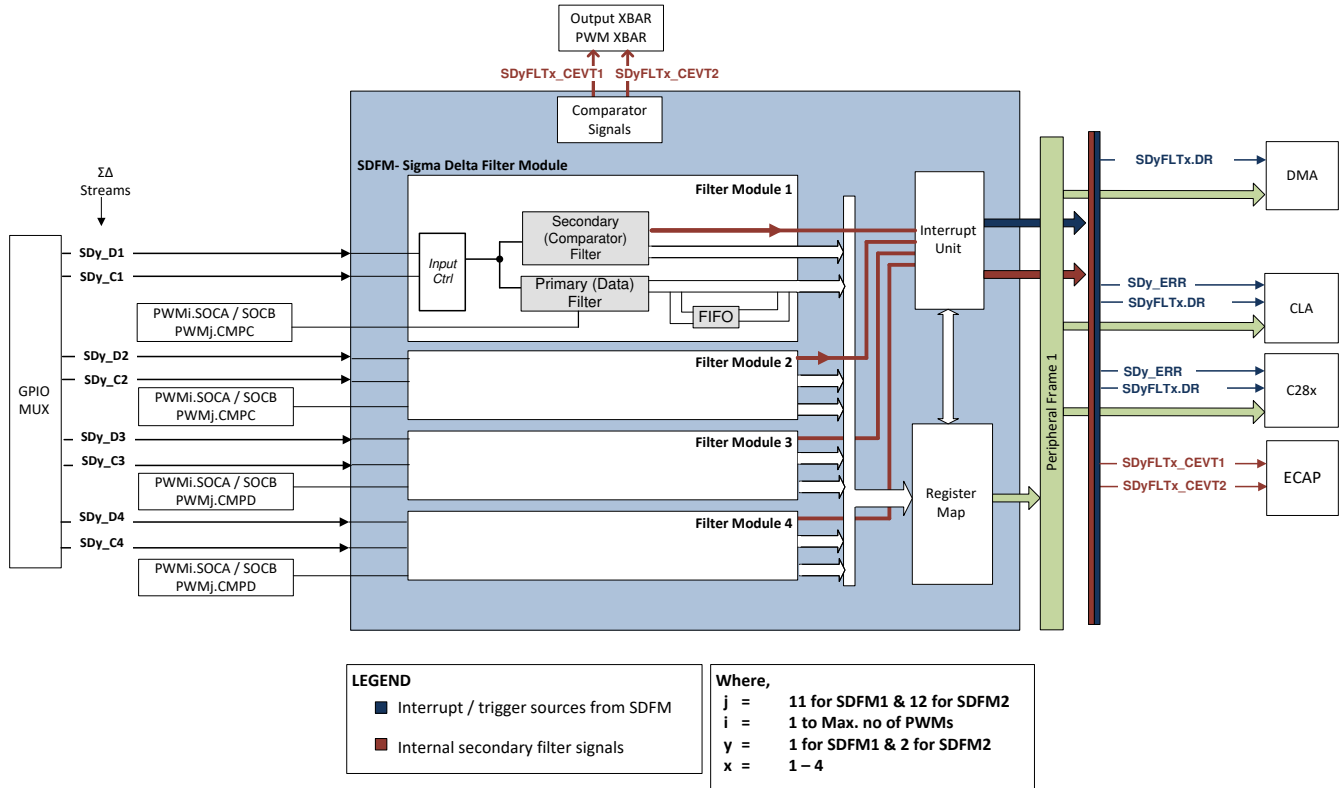 Output XBAR
PWM XBAR
SDyFLTx_CEVT1
SDyFLTx_CEVT2
Comparator
Signals
SDFM- Sigma Delta Filter Module
ΣΔ
Streams
GPIO
MUX
SDy_D1
SDy_C1
PWMi.SOCA / SOCB
PWMj.CMPC
SDy_D2
SDy_C2
PWMi.SOCA / SOCB
PWMj.CMPC
SDy_D3
SDy_C3
PWMi.SOCA / SOCB
PWMj.CMPD
SDy_D4
SDy_C4
PWMi.SOCA / SOCB
PWMj.CMPD
Filter Module 1
Input
Ctrl
Secondary
(Comparator)
Filter
Primary (Data)
Filter
FIFO
Filter Module 2
Filter Module 3
Filter Module 4
Interrupt
Unit
Register
Map
Peripheral Frame 1
SDyFLTx.DR
DMA
SDy_ERR
SDyFLTx.DR
CLA
SDy_ERR
SDyFLTx.DR
C28x
SDyFLTx_CEVT1
SDyFLTx_CEVT2
ECAP
LEGEND
Interrupt / trigger sources from SDFM
Internal secondary filter signals
Where,
j = 11 for SDFM1 & 12 for SDFM2
i = 1 to Max. no of PWMs
y = 1 for SDFM1 & 2 for SDFM2
x = 1 – 4